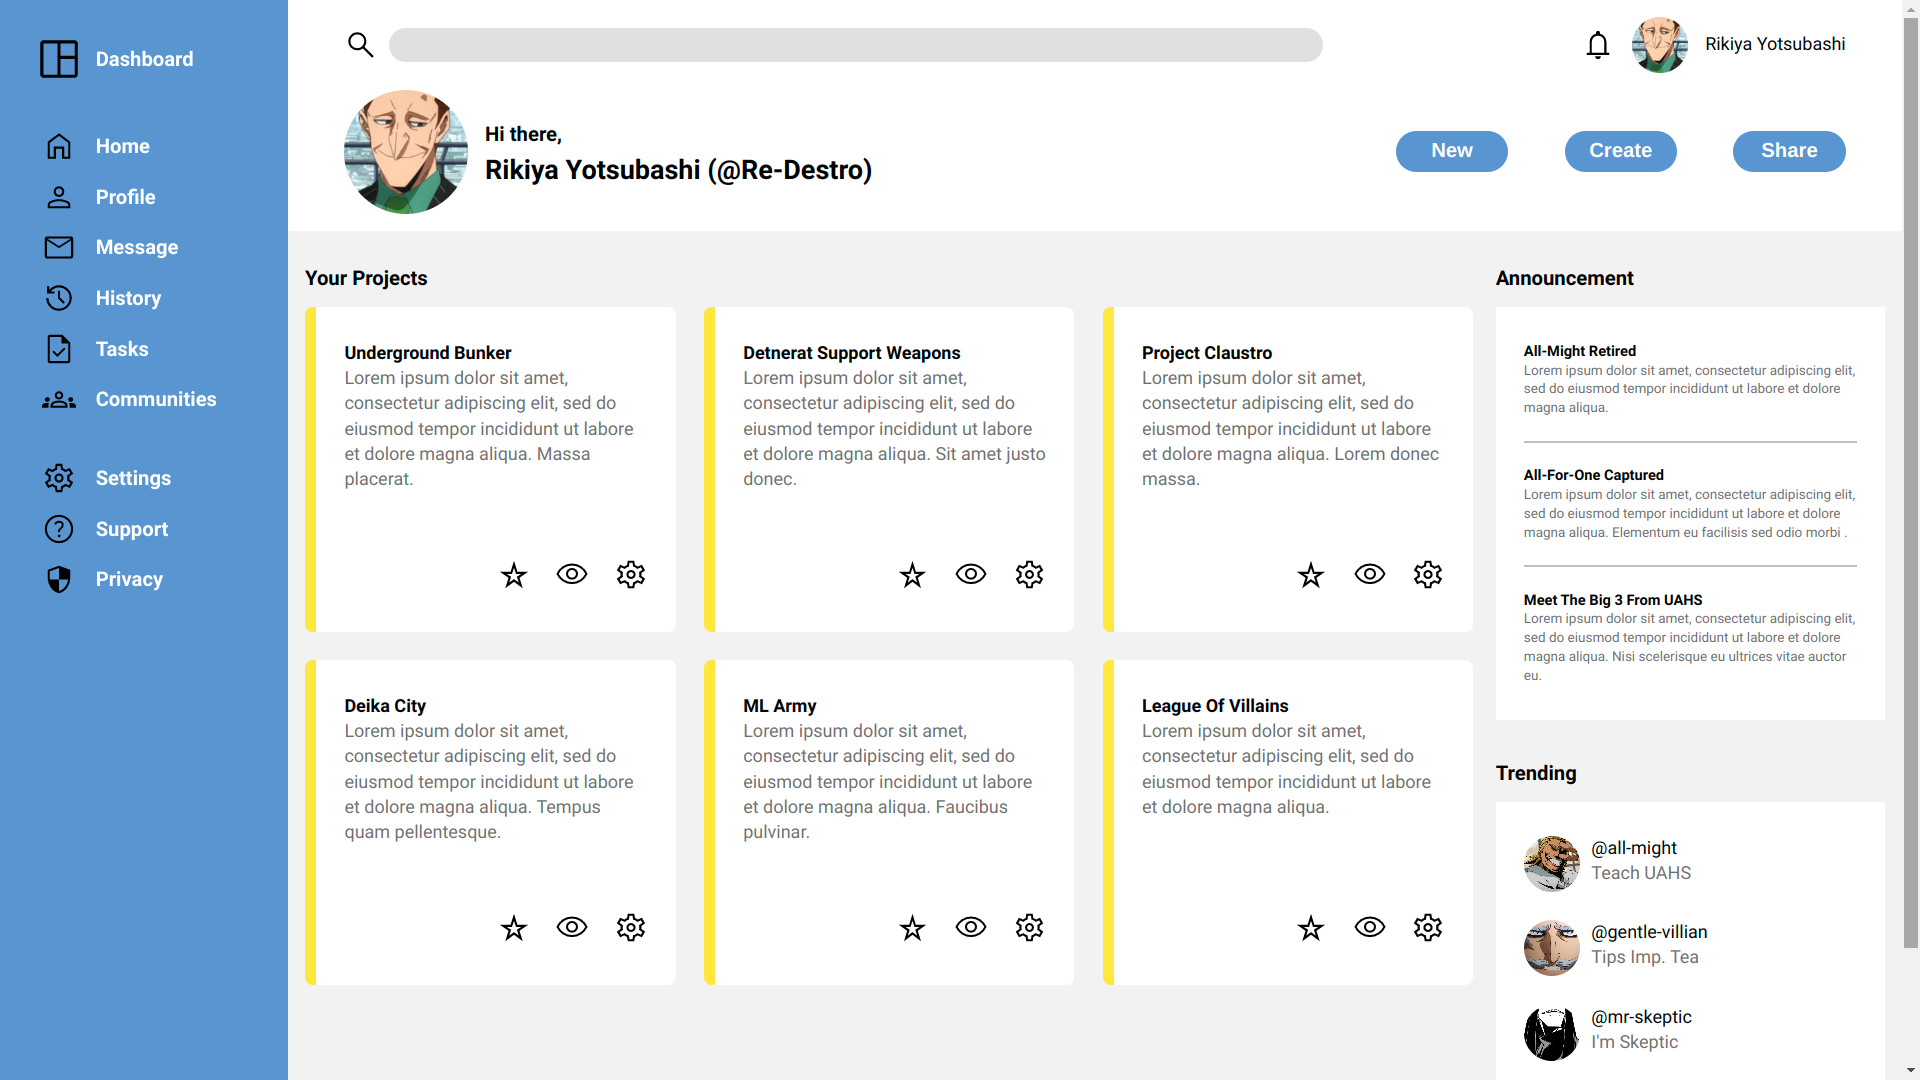 Dashboard
Home
Profile
Message
History
Tasks
Communities
Settings
Support
Privacy
Rikiya Yotsubashi
Hi there,
Rikiya Yotsubashi (@Re-Destro)
New
Create
Share
Your Projects
Underground Bunker
Lorem ipsum dolor sit amet,
consectetur adipiscing elit, sed do
eiusmod tempor incididunt ut labore
et dolore magna aliqua. Massa
placerat.
Detnerat Support Weapons
Lorem ipsum dolor sit amet,
consectetur adipiscing elit, sed do
eiusmod tempor incididunt ut labore
et dolore magna aliqua. Sit amet justo
donec.
Project Claustro
Lorem ipsum dolor sit amet,
consectetur adipiscing elit, sed do
eiusmod tempor incididunt ut labore
et dolore magna aliqua. Lorem donec
massa.
Deika City
Lorem ipsum dolor sit amet,
consectetur adipiscing elit, sed do
eiusmod tempor incididunt ut labore
et dolore magna aliqua. Tempus
quam pellentesque.
ML Army
Lorem ipsum dolor sit amet,
consectetur adipiscing elit, sed do
eiusmod tempor incididunt ut labore
et dolore magna aliqua. Faucibus
pulvinar.
League Of Villains
Lorem ipsum dolor sit amet,
consectetur adipiscing elit, sed do
eiusmod tempor incididunt ut labore
et dolore magna aliqua.
Announcement
All-Might Retired
Lorem ipsum dolor sit amet, consectetur adipiscing elit,
sed do eiusmod tempor incididunt ut labore et dolore
magna aliqua.
All-For-One Captured
Lorem ipsum dolor sit amet, consectetur adipiscing elit,
sed do eiusmod tempor incididunt ut labore et dolore
magna aliqua. Elementum eu facilisis sed odio morbi .
Meet The Big 3 From UAHS
Lorem ipsum dolor sit amet, consectetur adipiscing elit,
sed do eiusmod tempor incididunt ut labore et dolore
magna aliqua. Nisi scelerisque eu ultrices vitae auctor
eu.
Trending
@all-might
Teach UAHS
@gentle-villian
Tips Imp. Tea
@mr-skeptic
I'm Skeptic